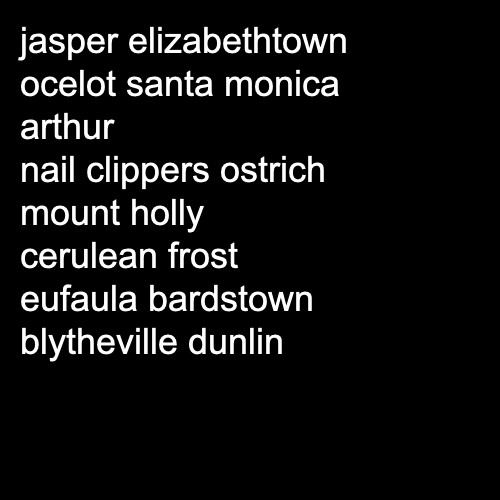 jasper elizabethtown
ocelot santa monica
arthur
nail clippers ostrich
mount holly
cerulean frost
eufaula bardstown
blytheville dunlin